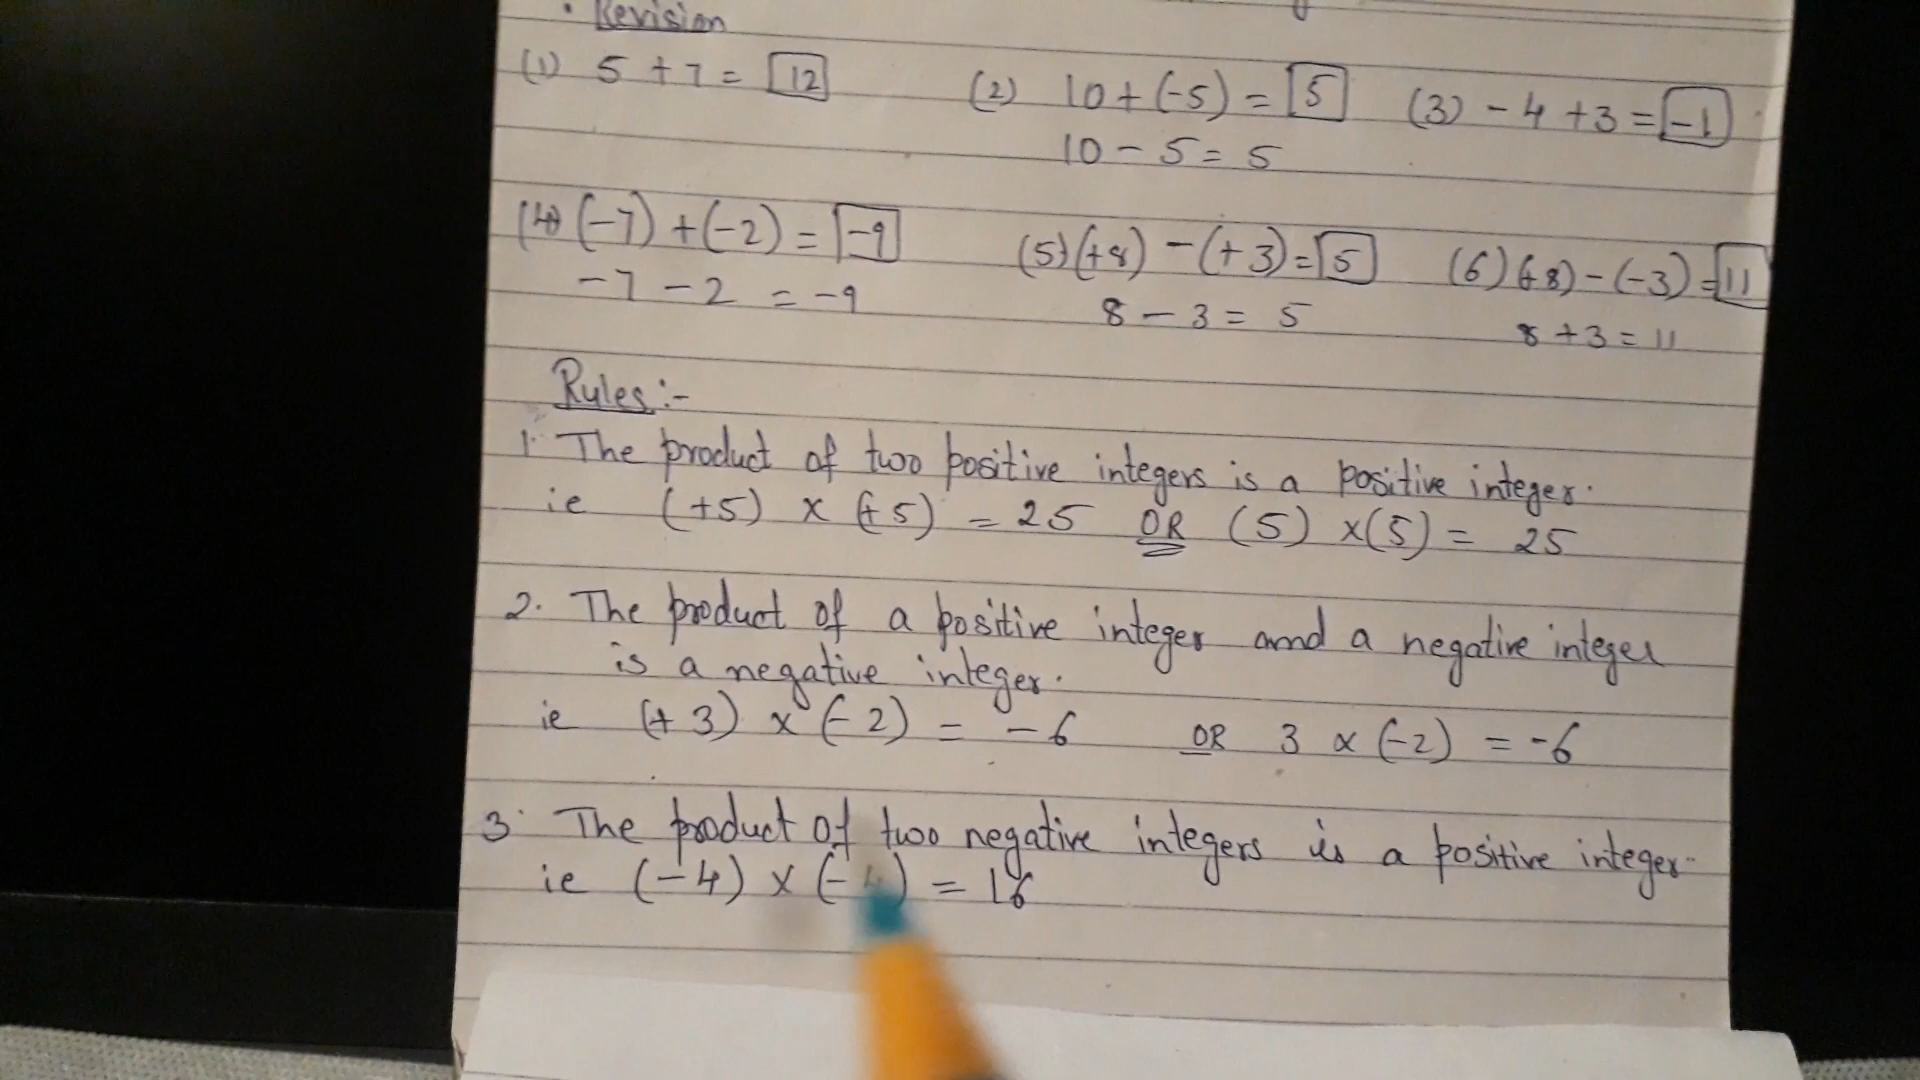 • Revision
(1) 5 + 7 = 12 (2) 10 + (-5) = 5 (3) - 4 + 3 = -1
10 - 5 = 5
(4) (-7) + (-2) = -9 (5) (+8) - (+3) = 5 (6) (+8) - (-3) = 11
-7 - 2 = -9 8 - 3 = 5 8 + 3 = 11
Rules :-
1. The product of two positive integers is a positive integer.
ie (+5) x (+5) = 25 OR (5) x (5) = 25
2. The product of a positive integer and a negative integer
is a negative integer.
ie (+3) x (-2) = -6 OR 3 x (-2) = -6
3. The product of two negative integers is a positive integer.
ie (-4) x (-4) = 16